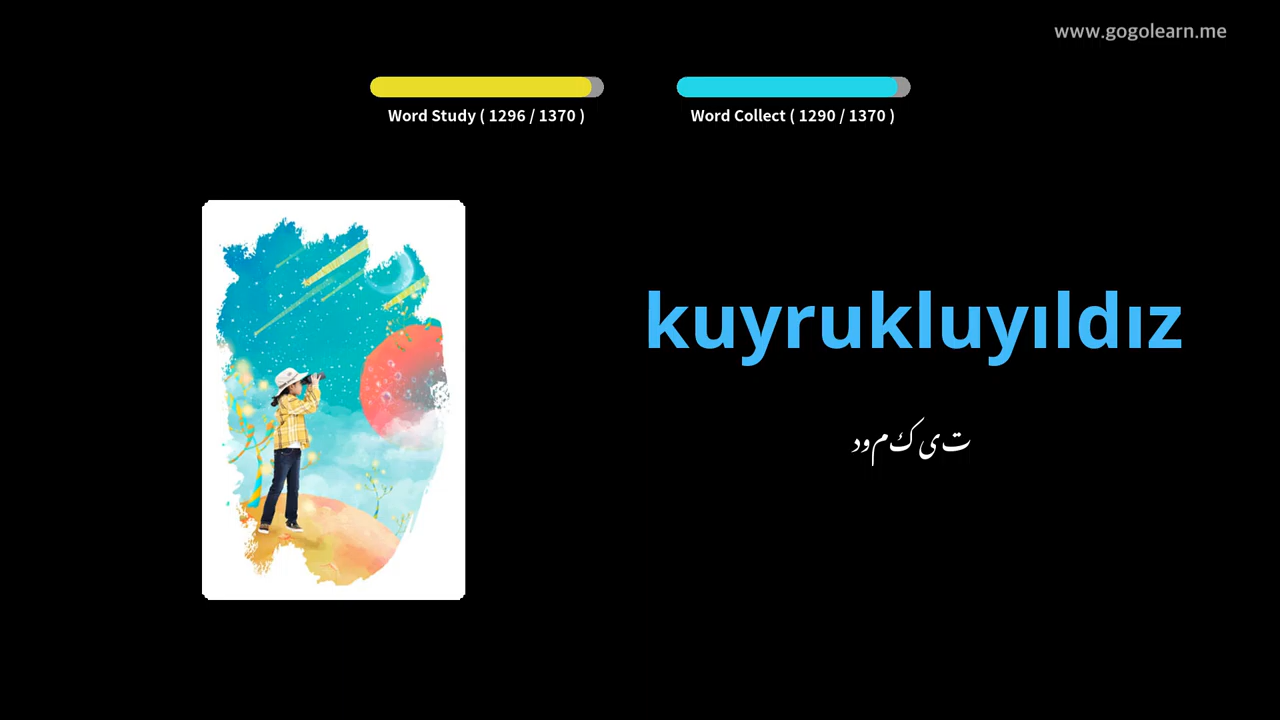 www.gogolearn.me
Word Study ( 1296 / 1370 )
Word Collect ( 1290 / 1370 )
kuyrukluyıldız
ت‌ی‌ک‌م‌و‌د